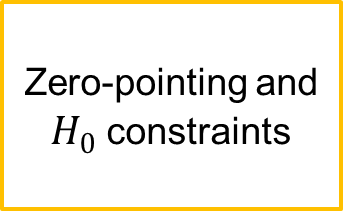 Zero-pointing and
H₀ constraints